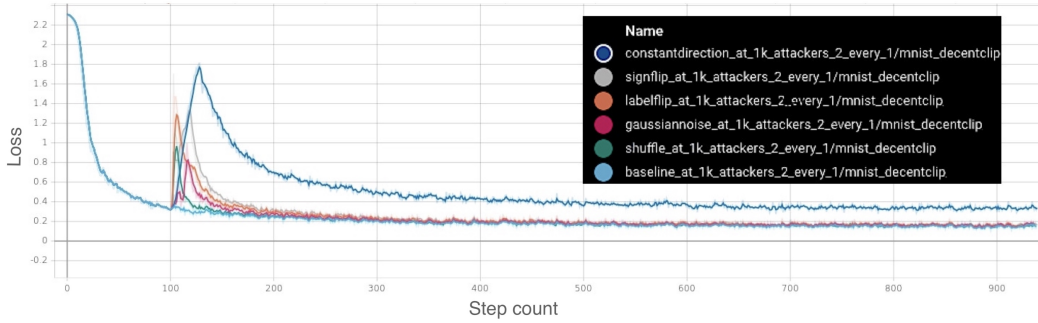 2.2
2
1.8
1.6
1.4
1.2
1
0.8
0.6
0.4
0.2
0
-0.2
Loss
Name
constantdirection_at_1k_attackers_2_every_1/mnist_decentclip
signflip_at_1k_attackers_2_every_1/mnist_decentclip
labelflip_at_1k_attackers_2_every_1/mnist_decentclip
gaussiannoise_at_1k_attackers_2_every_1/mnist_decentclip
shuffle_at_1k_attackers_2_every_1/mnist_decentclip
baseline_at_1k_attackers_2_every_1/mnist_decentclip
0 100 200 300 400 500 600 700 800 900
Step count